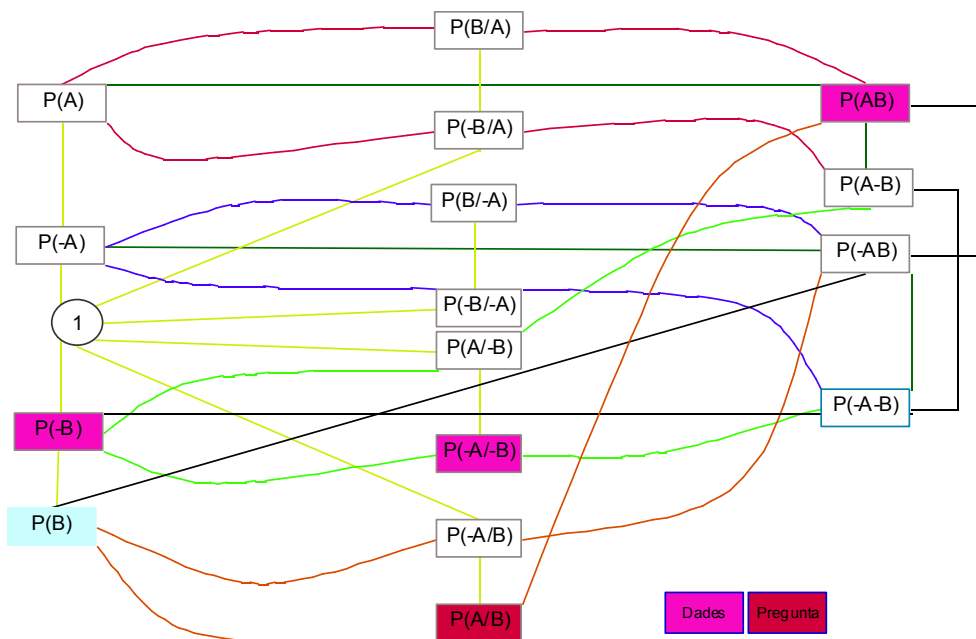 P(B/A)
P(A)
P(AB)
P(-B/A)
P(A-B)
P(B/-A)
P(-A)
P(-AB)
P(-B/-A)
1
P(A/-B)
P(-A-B)
P(-B)
P(-A/-B)
P(B)
P(-A/B)
P(A/B)
Dades
Pregunta